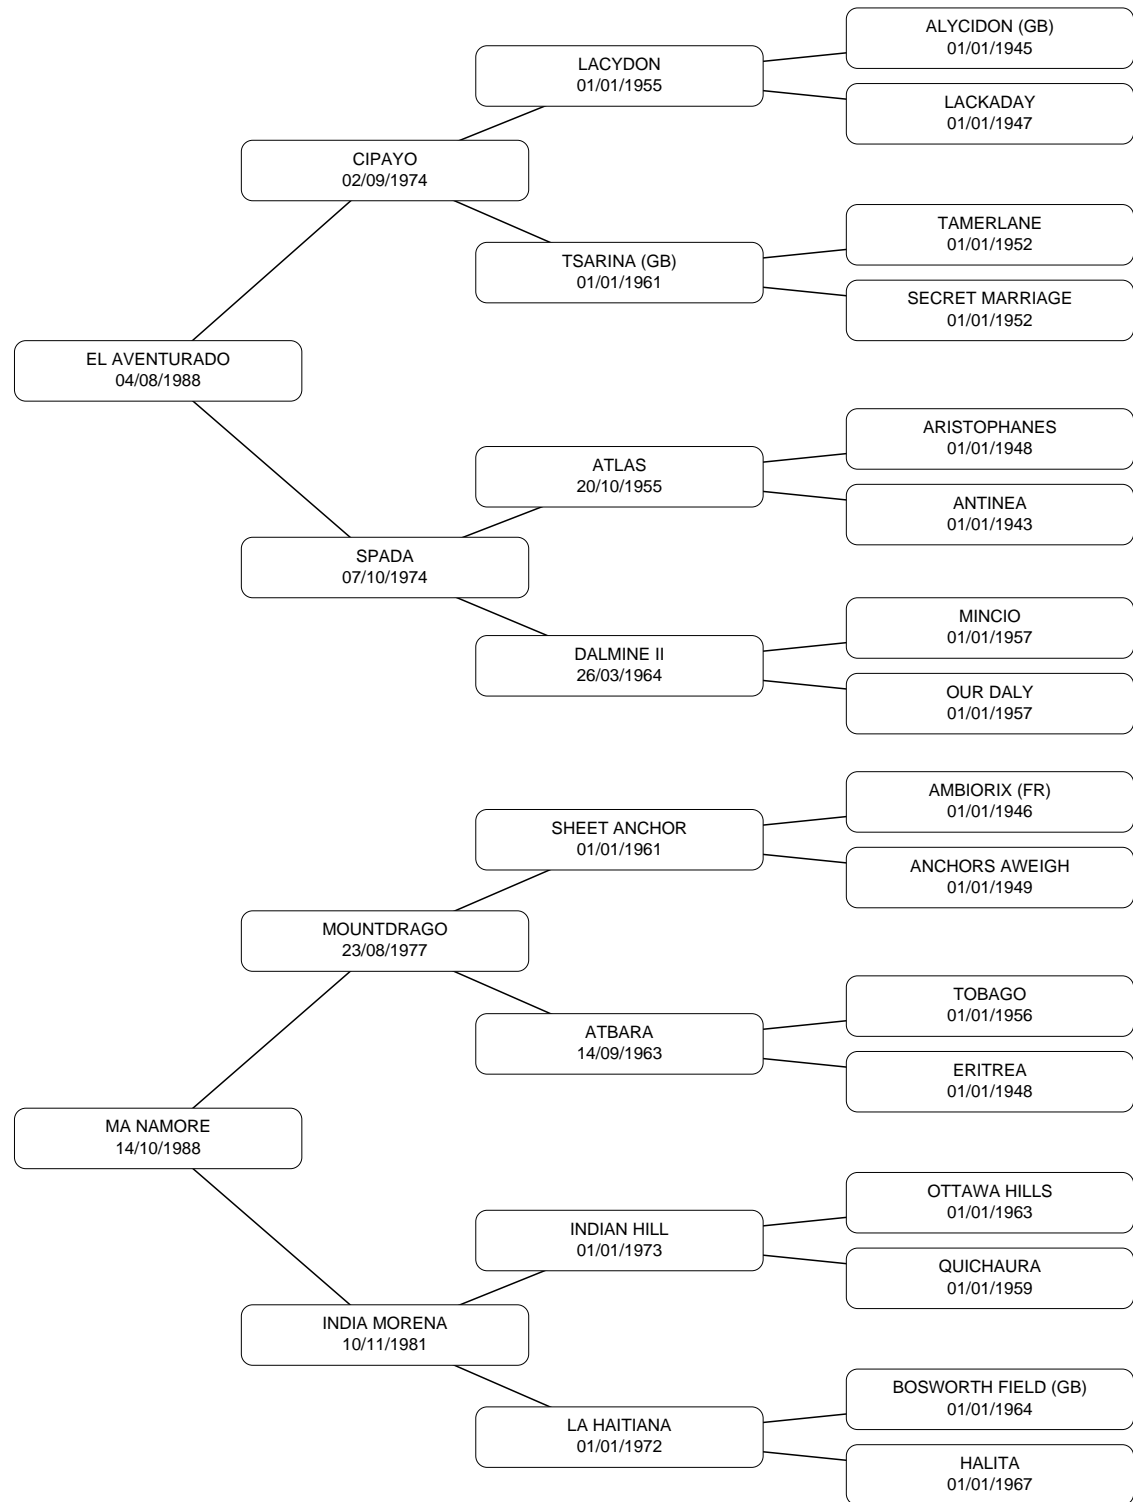 ALYCIDON (GB)
01/01/1945
LACYDON
01/01/1955
LACKADAY
01/01/1947
CIPAYO
02/09/1974
TAMERLANE
01/01/1952
TSARINA (GB)
01/01/1961
SECRET MARRIAGE
01/01/1952
EL AVENTURADO
04/08/1988
ARISTOPHANES
01/01/1948
ATLAS
20/10/1955
ANTINEA
01/01/1943
SPADA
07/10/1974
MINCIO
01/01/1957
DALMINE II
26/03/1964
OUR DALY
01/01/1957
AMBIORIX (FR)
01/01/1946
SHEET ANCHOR
01/01/1961
ANCHORS AWEIGH
01/01/1949
MOUNTDRAGO
23/08/1977
TOBAGO
01/01/1956
ATBARA
14/09/1963
ERITREA
01/01/1948
MA NAMORE
14/10/1988
OTTAWA HILLS
01/01/1963
INDIAN HILL
01/01/1973
QUICHAURA
01/01/1959
INDIA MORENA
10/11/1981
BOSWORTH FIELD (GB)
01/01/1964
LA HAITIANA
01/01/1972
HALITA
01/01/1967